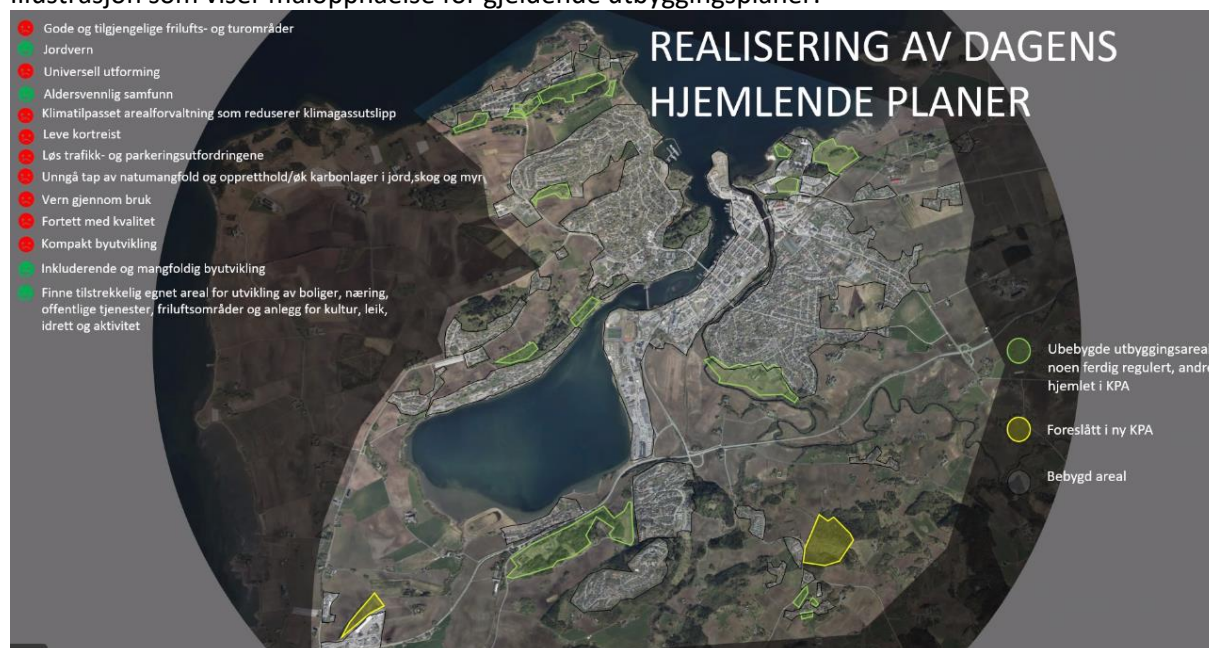 Illustrasjon som viser måloppnåelse for gjeldende utbyggingsplaner:
REALISERING AV DAGENS
HJEMLENDE PLANER
Gode og tilgjengelige frilufts- og turområder
Jordvern
Universell utforming
Aldersvennlig samfunn
Klimatilpasset arealforvaltning som reduserer klimagassutslipp
Leve kortreist
Løs trafikk- og parkeringsutfordringene
Unngå tap av natumangfold og oppretthold/øk karbonlager i jord,skog og myr
Vern gjennom bruk
Fortett med kvalitet
Kompakt byutvikling
Inkluderende og mangfoldig byutvikling
Finne tilstrekkelig egnet areal for utvikling av boliger, næring,
offentlige tjenester, friluftsområder og anlegg for kultur, leik,
idrett og aktivitet
Ubebygde utbyggingsareal
noen ferdig regulert, andre
hjemlet i KPA
Foreslått i ny KPA
Bebygd areal